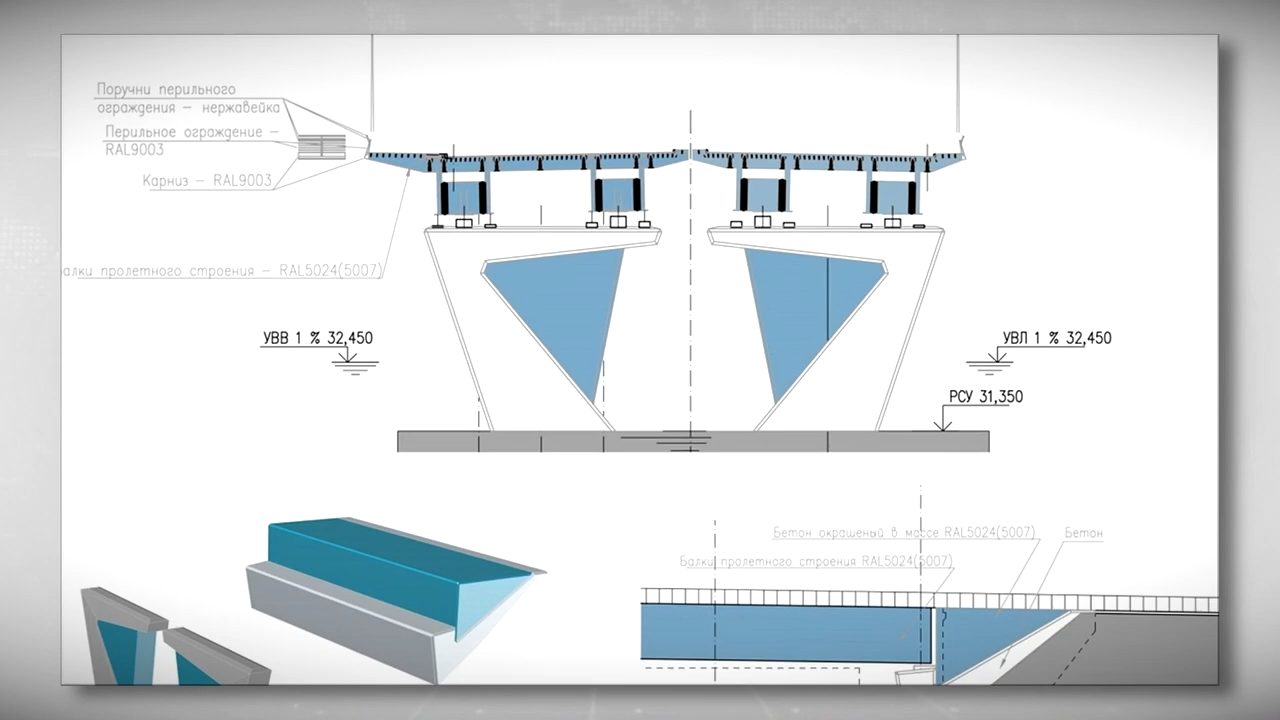 Поручни перильного
ограждения – нержавейка
Перильное ограждение –
RAL9003
Карниз – RAL9003
алки пролетного строения – RAL5024(5007)
УВВ 1 % 32,450
УВЛ 1 % 32,450
РСУ 31,350
Бетон окрашеный в массе RAL5024(5007)
Бетон
Балки пролетного строения RAL5024(5007)